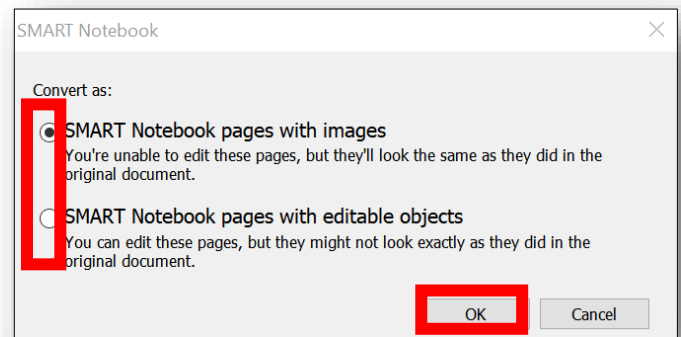 SMART Notebook
Convert as:
SMART Notebook pages with images
You're unable to edit these pages, but they'll look the same as they did in the
original document.
SMART Notebook pages with editable objects
You can edit these pages, but they might not look exactly as they did in the
original document.
OK
Cancel